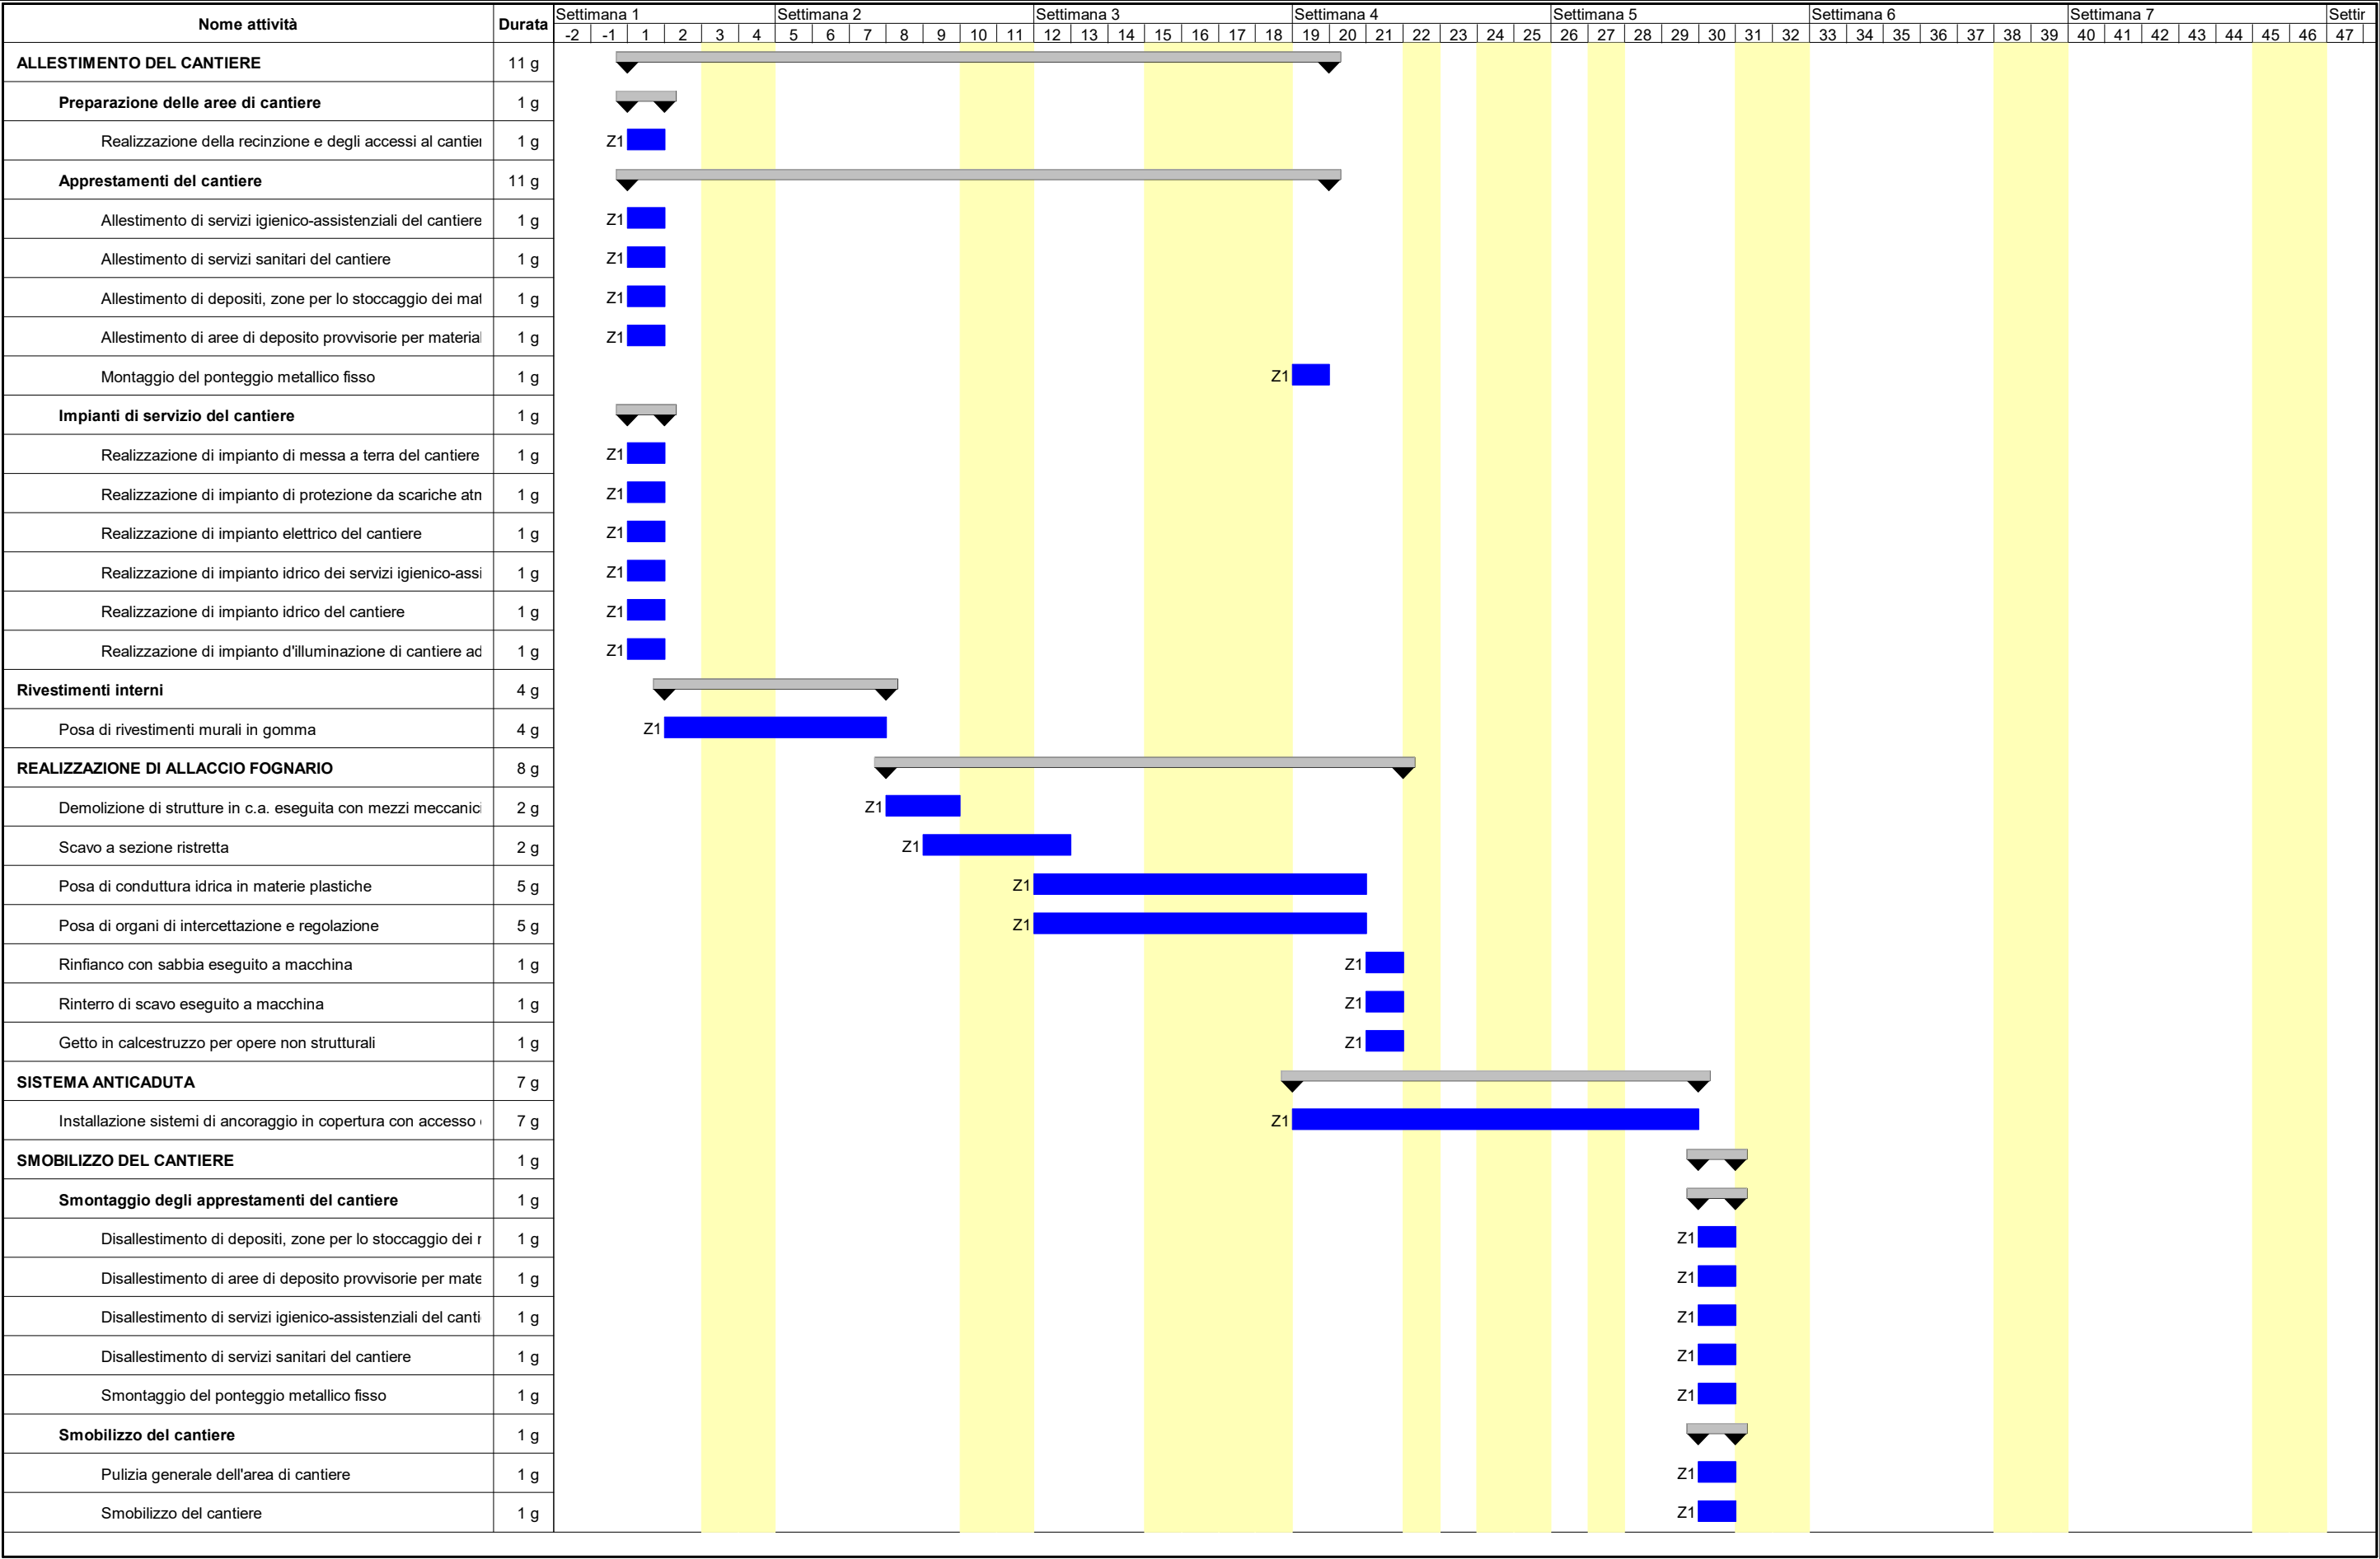 Nome attività Durata Settimana 1 Settimana 2 Settimana 3 Settimana 4 Settimana 5 Settimana 6 Settimana 7 Settir
-2 -1 1 2 3 4 5 6 7 8 9 10 11 12 13 14 15 16 17 18 19 20 21 22 23 24 25 26 27 28 29 30 31 32 33 34 35 36 37 38 39 40 41 42 43 44 45 46 47
ALLESTIMENTO DEL CANTIERE 11 g
Preparazione delle aree di cantiere 1 g
Realizzazione della recinzione e degli accessi al cantier 1 g Z1
Apprestamenti del cantiere 11 g
Allestimento di servizi igienico-assistenziali del cantiere 1 g Z1
Allestimento di servizi sanitari del cantiere 1 g Z1
Allestimento di depositi, zone per lo stoccaggio dei mat 1 g Z1
Allestimento di aree di deposito provvisorie per material 1 g Z1
Montaggio del ponteggio metallico fisso 1 g Z1
Impianti di servizio del cantiere 1 g
Realizzazione di impianto di messa a terra del cantiere 1 g Z1
Realizzazione di impianto di protezione da scariche atm 1 g Z1
Realizzazione di impianto elettrico del cantiere 1 g Z1
Realizzazione di impianto idrico dei servizi igienico-assi 1 g Z1
Realizzazione di impianto idrico del cantiere 1 g Z1
Realizzazione di impianto d'illuminazione di cantiere ad 1 g Z1
Rivestimenti interni 4 g
Posa di rivestimenti murali in gomma 4 g Z1
REALIZZAZIONE DI ALLACCIO FOGNARIO 8 g
Demolizione di strutture in c.a. eseguita con mezzi meccanici 2 g Z1
Scavo a sezione ristretta 2 g Z1
Posa di conduttura idrica in materie plastiche 5 g Z1
Posa di organi di intercettazione e regolazione 5 g Z1
Rinfianco con sabbia eseguito a macchina 1 g Z1
Rinterro di scavo eseguito a macchina 1 g Z1
Getto in calcestruzzo per opere non strutturali 1 g Z1
SISTEMA ANTICADUTA 7 g
Installazione sistemi di ancoraggio in copertura con accesso 7 g Z1
SMOBILIZZO DEL CANTIERE 1 g
Smontaggio degli apprestamenti del cantiere 1 g
Disallestimento di depositi, zone per lo stoccaggio dei 1 g Z1
Disallestimento di aree di deposito provvisorie per mate 1 g Z1
Disallestimento di servizi igienico-assistenziali del canti 1 g Z1
Disallestimento di servizi sanitari del cantiere 1 g Z1
Smontaggio del ponteggio metallico fisso 1 g Z1
Smobilizzo del cantiere 1 g
Pulizia generale dell'area di cantiere 1 g Z1
Smobilizzo del cantiere 1 g Z1